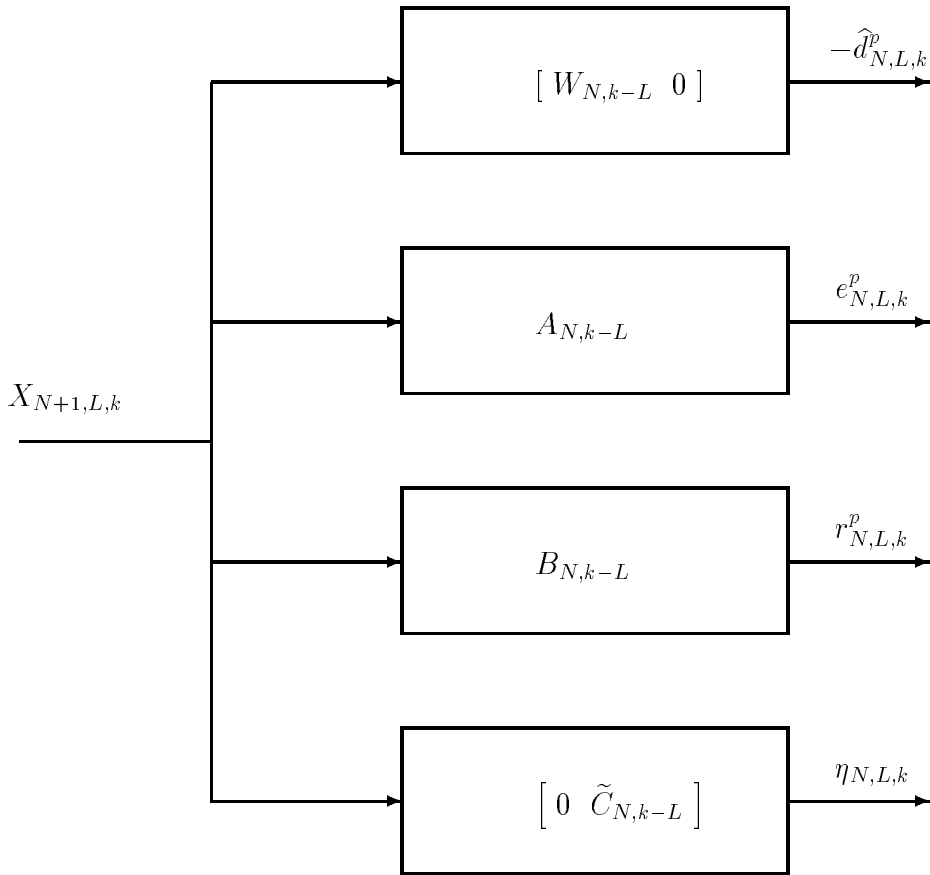 $[\, W_{N,k-L} \;\; 0 \,]$
$-\widehat{d}^{\,p}_{N,L,k}$
$A_{N,k-L}$
$e^{p}_{N,L,k}$
$X_{N+1,L,k}$
$B_{N,k-L}$
$r^{p}_{N,L,k}$
$[\, 0 \;\; \widetilde{C}_{N,k-L} \,]$
$\eta_{N,L,k}$